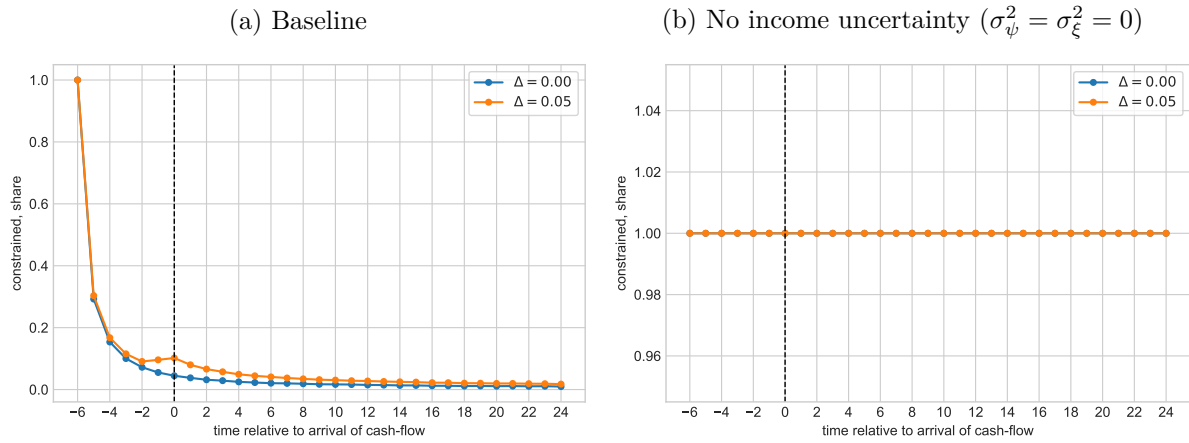 (a) Baseline
1.0
0.8
0.6
0.4
0.2
0.0
constrained, share
−6 −4 −2 0 2 4 6 8 10 12 14 16 18 20 22 24
time relative to arrival of cash-flow
Δ = 0.00
Δ = 0.05
(b) No income uncertainty (σ²_ψ = σ²_ξ = 0)
1.04
1.02
1.00
0.98
0.96
constrained, share
−6 −4 −2 0 2 4 6 8 10 12 14 16 18 20 22 24
time relative to arrival of cash-flow
Δ = 0.00
Δ = 0.05